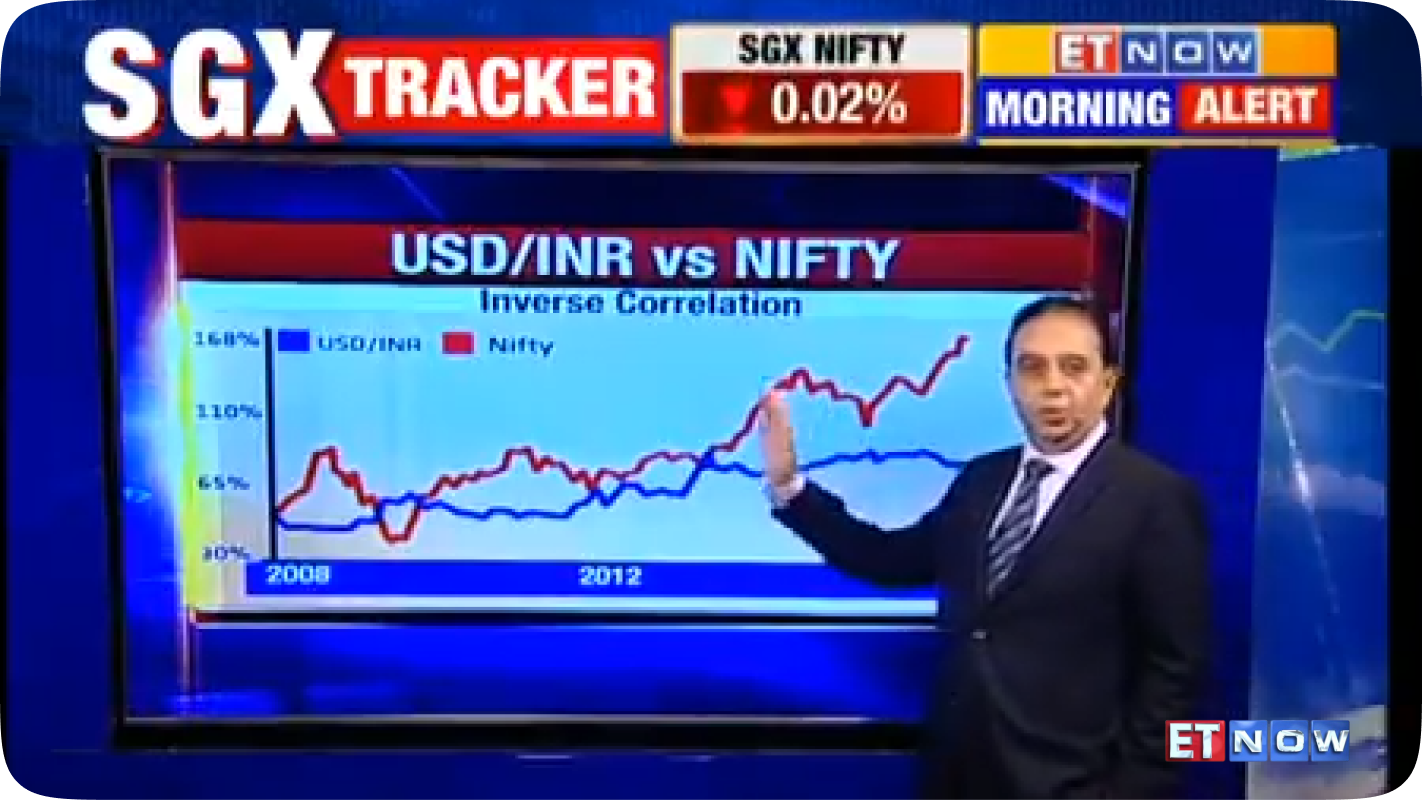 SGX TRACKER
SGX NIFTY
0.02%
ET NOW
MORNING ALERT
USD/INR vs NIFTY
Inverse Correlation
168%
USD/INR Nifty
110%
65%
30%
2008 2012
ET NOW